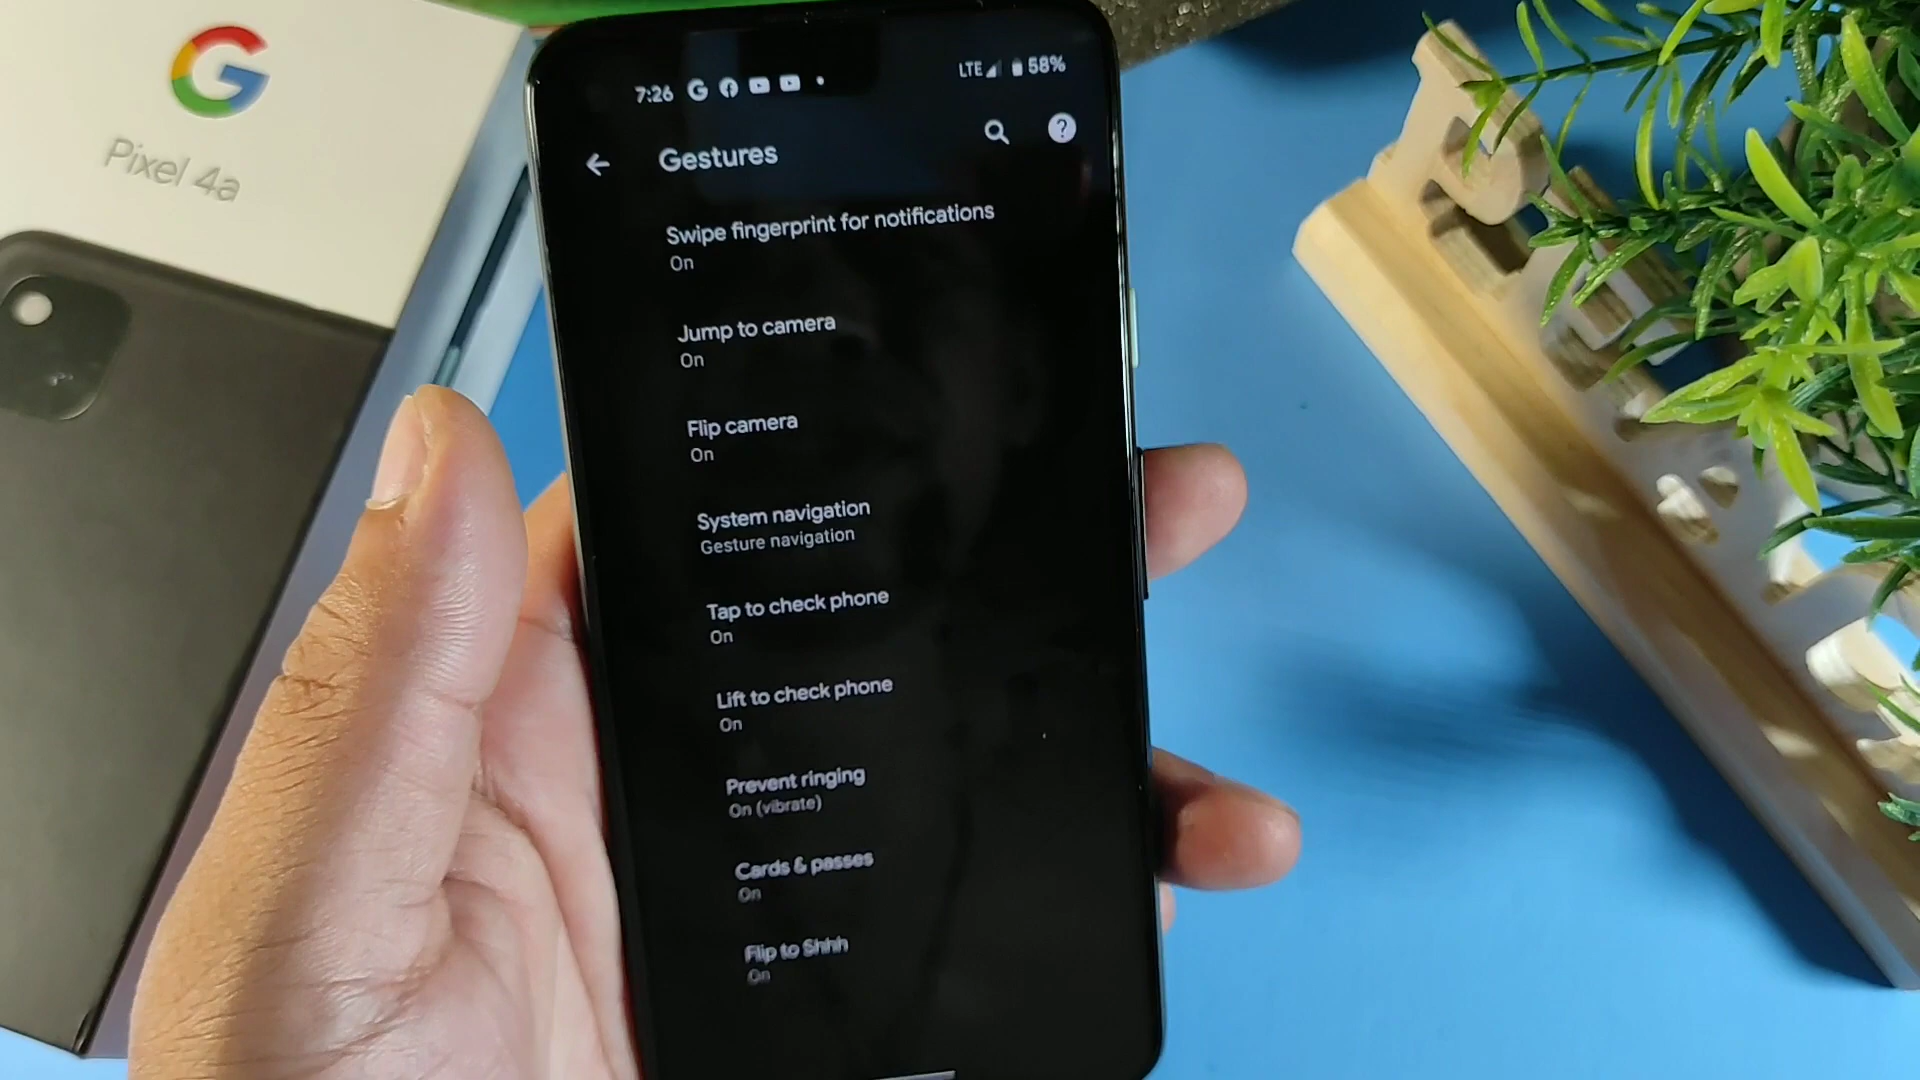 G
Pixel 4a
7:26
LTE 58%
Gestures
Swipe fingerprint for notifications
On
Jump to camera
On
Flip camera
On
System navigation
Gesture navigation
Tap to check phone
On
Lift to check phone
On
Prevent ringing
On (vibrate)
Cards & passes
On
Flip to Shhh
On